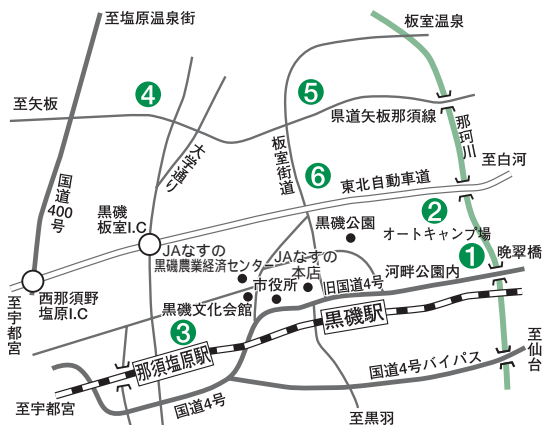 至塩原温泉街
板室温泉
4
5
至矢板
県道矢板那須線
那珂川
大学通り
板室街道
至白河
6
東北自動車道
国道400号
黒磯
板室I.C
2
黒磯公園
オートキャンプ場
JAなすの
黒磯農業経済センター
JAなすの
本店
1
晩翠橋
市役所
河畔公園内
旧国道4号
西那須野
塩原I.C
至宇都宮
黒磯文化会館
3
黒磯駅
那須塩原駅
至仙台
国道4号バイパス
至宇都宮
国道4号
至黒羽